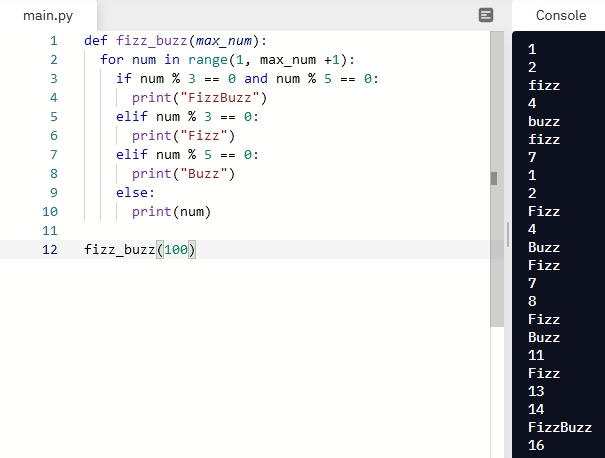 main.py
Console
1 def fizz_buzz(max_num):
2   for num in range(1, max_num +1):
3     if num % 3 == 0 and num % 5 == 0:
4       print("FizzBuzz")
5     elif num % 3 == 0:
6       print("Fizz")
7     elif num % 5 == 0:
8       print("Buzz")
9     else:
10       print(num)
11
12 fizz_buzz(100)
1
2
fizz
4
buzz
fizz
7
1
2
Fizz
4
Buzz
Fizz
7
8
Fizz
Buzz
11
Fizz
13
14
FizzBuzz
16